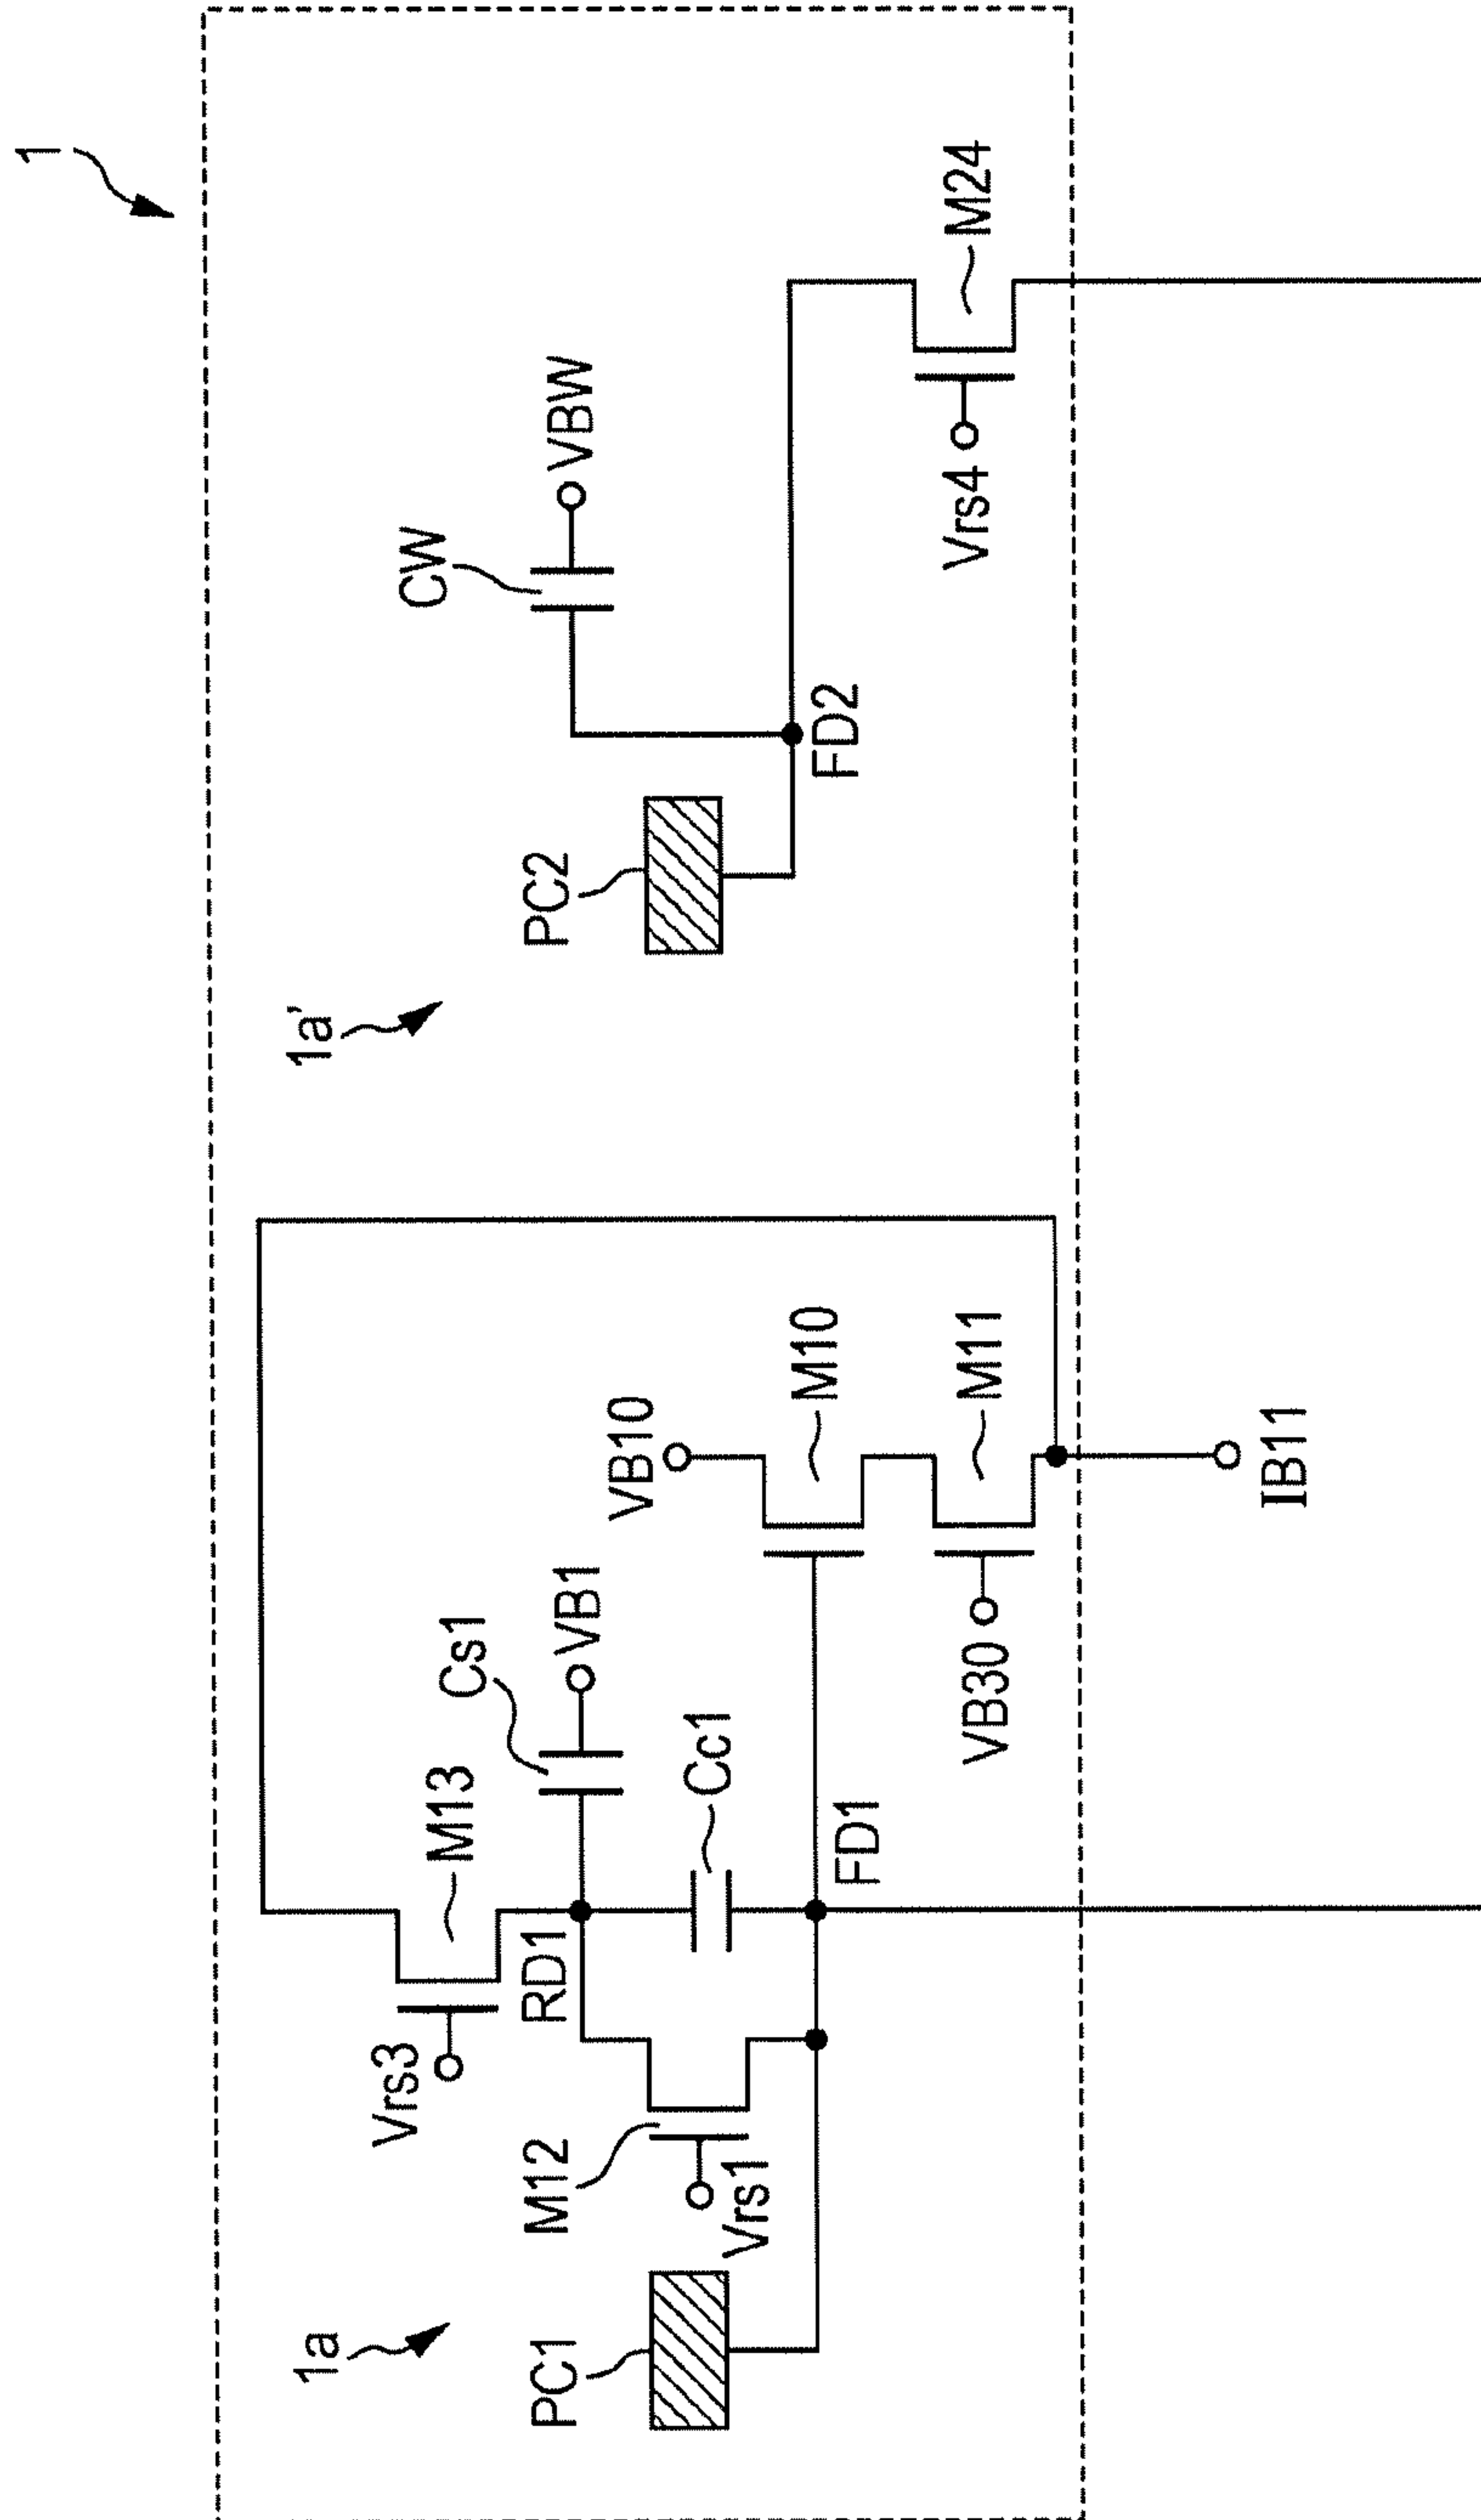 1
1a
PC1
M12
Vrs1
Vrs3
M13
RD1
Cs1
VB1
Cc1
FD1
VB10
M10
M11
VB30
IB11
1a'
PC2
CW
VBW
FD2
Vrs4
M24